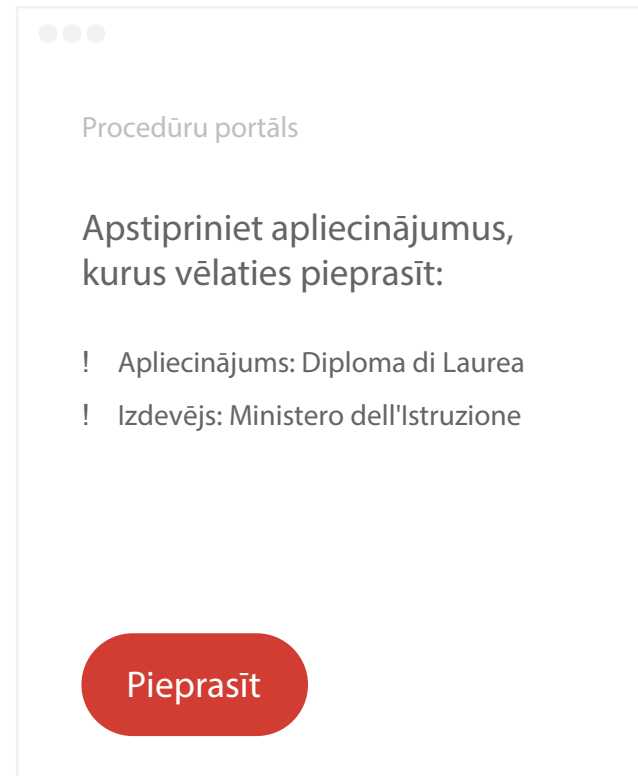 Procedūru portāls
Apstipriniet apliecinājumus,
kurus vēlaties pieprasīt:
! Apliecinājums: Diploma di Laurea
! Izdevējs: Ministero dell'Istruzione
Pieprasīt